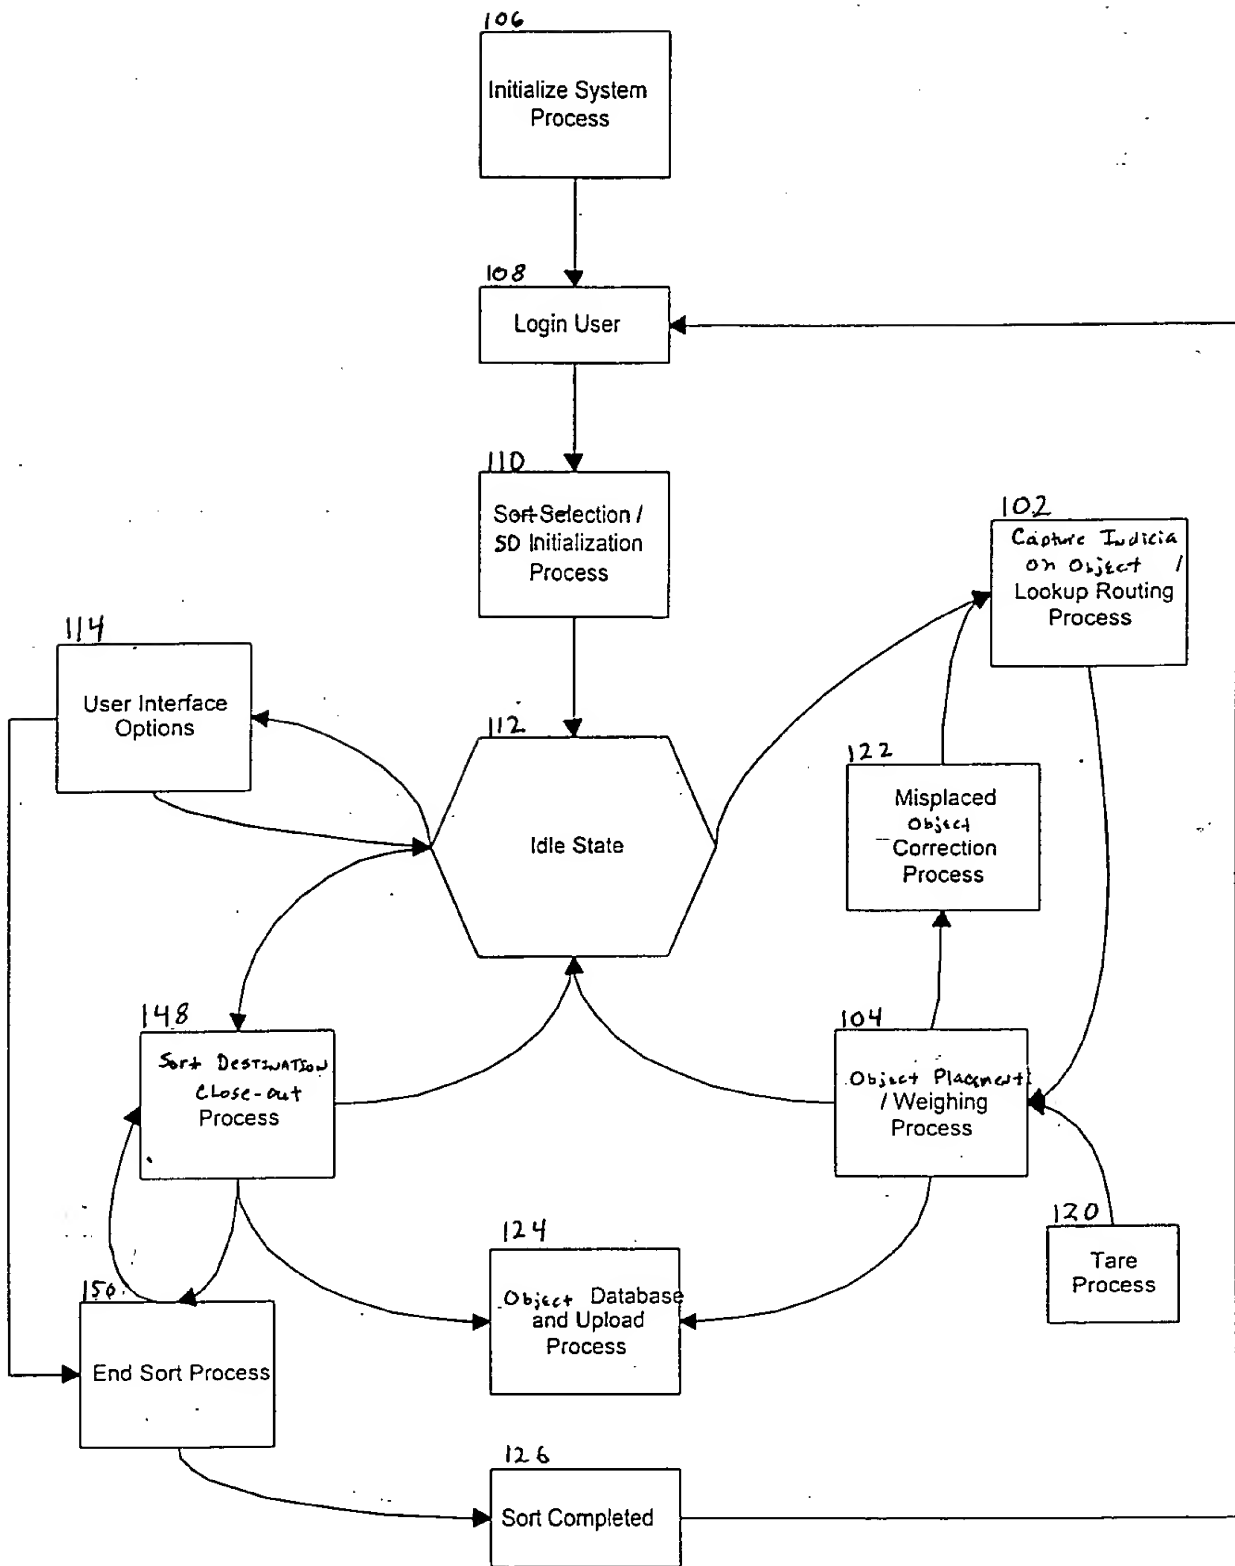 106
Initialize System
Process
108
Login User
110
Sort Selection /
SD Initialization
Process
102
Capture Indicia
on Object /
Lookup Routing
Process
114
User Interface
Options
112
Idle State
122
Misplaced
Object
Correction
Process
148
Sort Destination
Close-out
Process
104
Object Placment
/ Weighing
Process
120
Tare
Process
124
Object Database
and Upload
Process
150
End Sort Process
126
Sort Completed